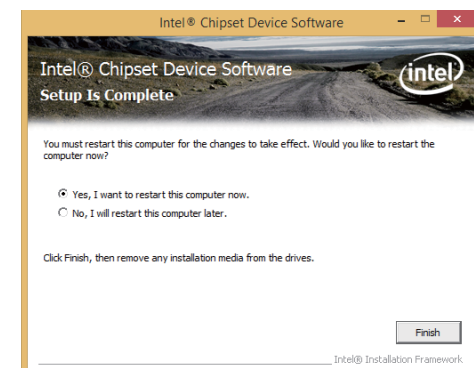 Intel® Chipset Device Software
Intel® Chipset Device Software
Setup Is Complete
intel
You must restart this computer for the changes to take effect. Would you like to restart the
computer now?
Yes, I want to restart this computer now.
No, I will restart this computer later.
Click Finish, then remove any installation media from the drives.
Finish
Intel® Installation Framework